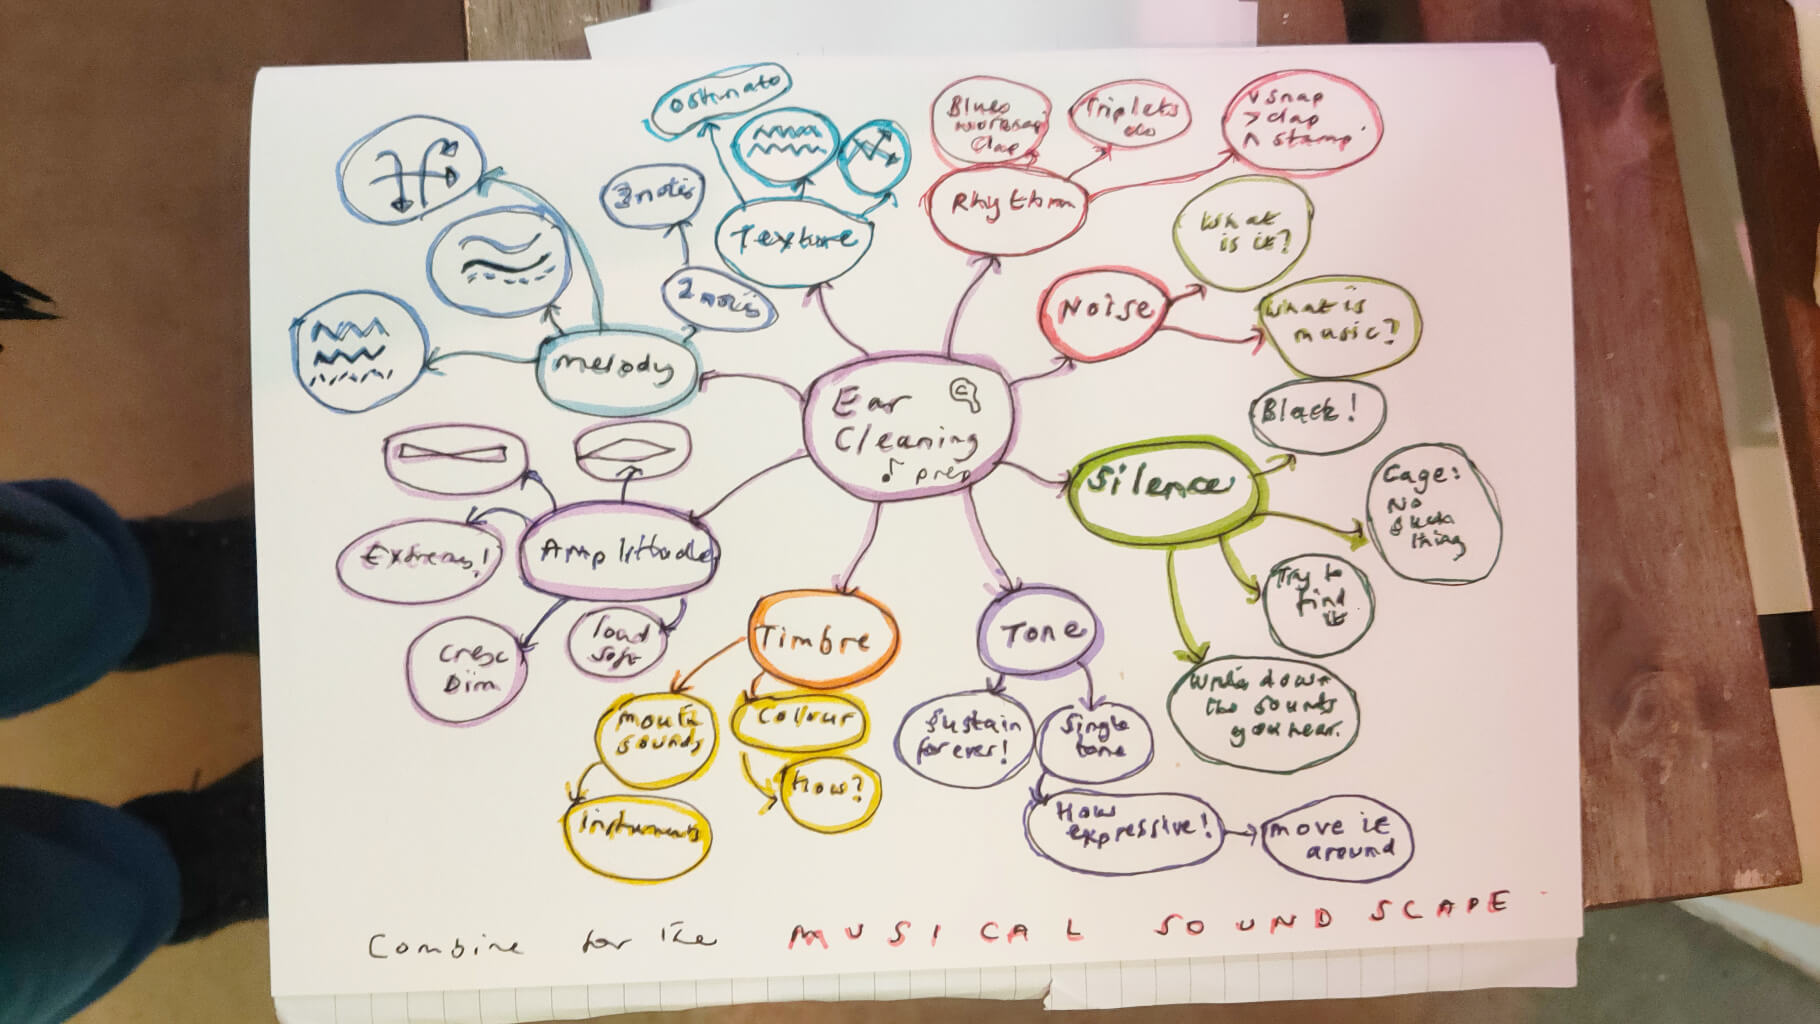 Ear
Cleaning
prep
Texture
Ostinato
Rhythm
Blues
Clap
Triplets
do
v snap
> clap
^ stamp.
Noise
What
is it?
What is
music?
Silence
Black!
Cage:
No
Such
thing
Try to
find
it
Write down
the sounds
you hear.
Tone
Sustain
forever!
Single
tone
How
expressive!
move it
around
Timbre
mouth
sounds
instruments
Colour
How?
Amplitude
Extremes!
Cresc
Dim
loud
soft
Melody
2 notes
3 notes
Combine for the MUSICAL SOUNDSCAPE